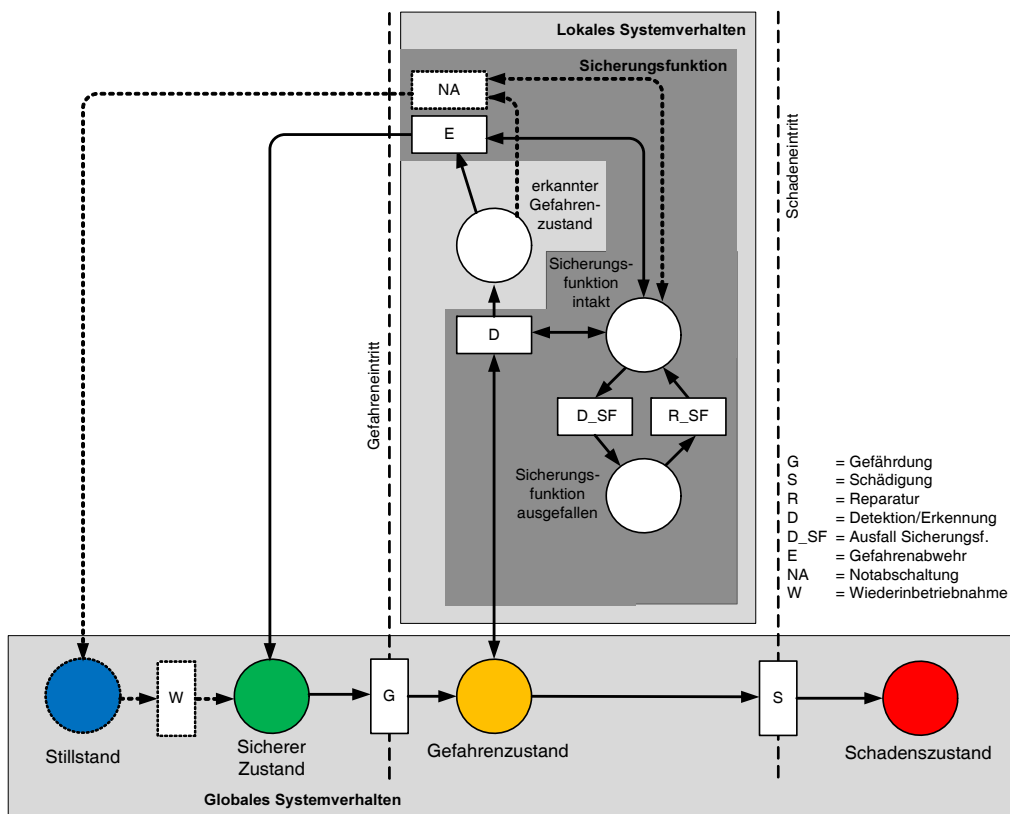 Lokales Systemverhalten
Sicherungsfunktion
NA
E
erkannter
Gefahren-
zustand
Sicherungs-
funktion
intakt
D
D_SF
R_SF
Sicherungs-
funktion
ausgefallen
Gefahreneintritt
Schadeneintritt
G = Gefährdung
S = Schädigung
R = Reparatur
D = Detektion/Erkennung
D_SF = Ausfall Sicherungsf.
E = Gefahrenabwehr
NA = Notabschaltung
W = Wiederinbetriebnahme
W
G
S
Stillstand
Sicherer
Zustand
Gefahrenzustand
Schadenszustand
Globales Systemverhalten